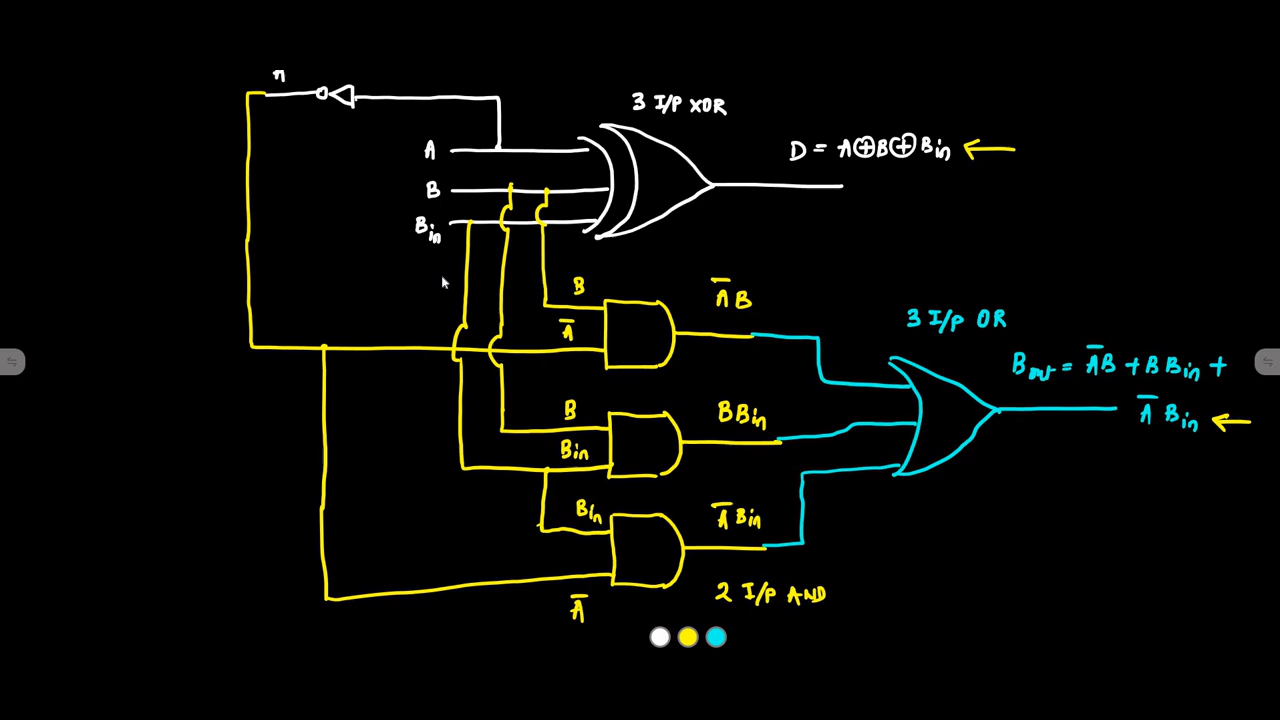 n
3 I/P XOR
A
D = A⊕B⊕Bin
B
Bin
B
A̅B
A̅
3 I/P OR
Bout = A̅B + BBin +
A̅Bin
B
BBin
Bin
Bin
A̅Bin
A̅
2 I/P AND